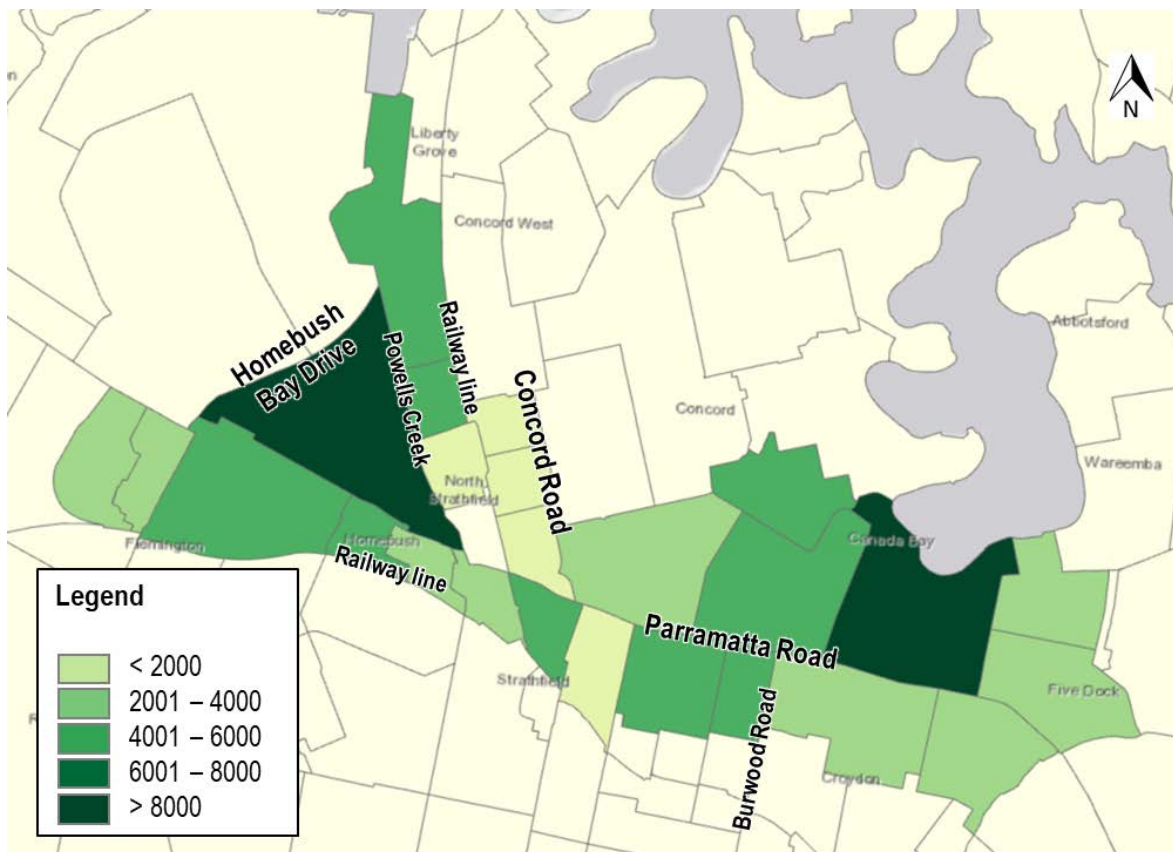 N
Liberty
Grove
Concord West
Homebush
Bay Drive
Powells Creek
Railway line
Concord Road
Abbotsford
Concord
Wareemba
North
Strathfield
Flemington
Homebush
Railway line
Canada Bay
Parramatta Road
Strathfield
Five Dock
Burwood Road
Croydon
Legend
< 2000
2001 – 4000
4001 – 6000
6001 – 8000
> 8000